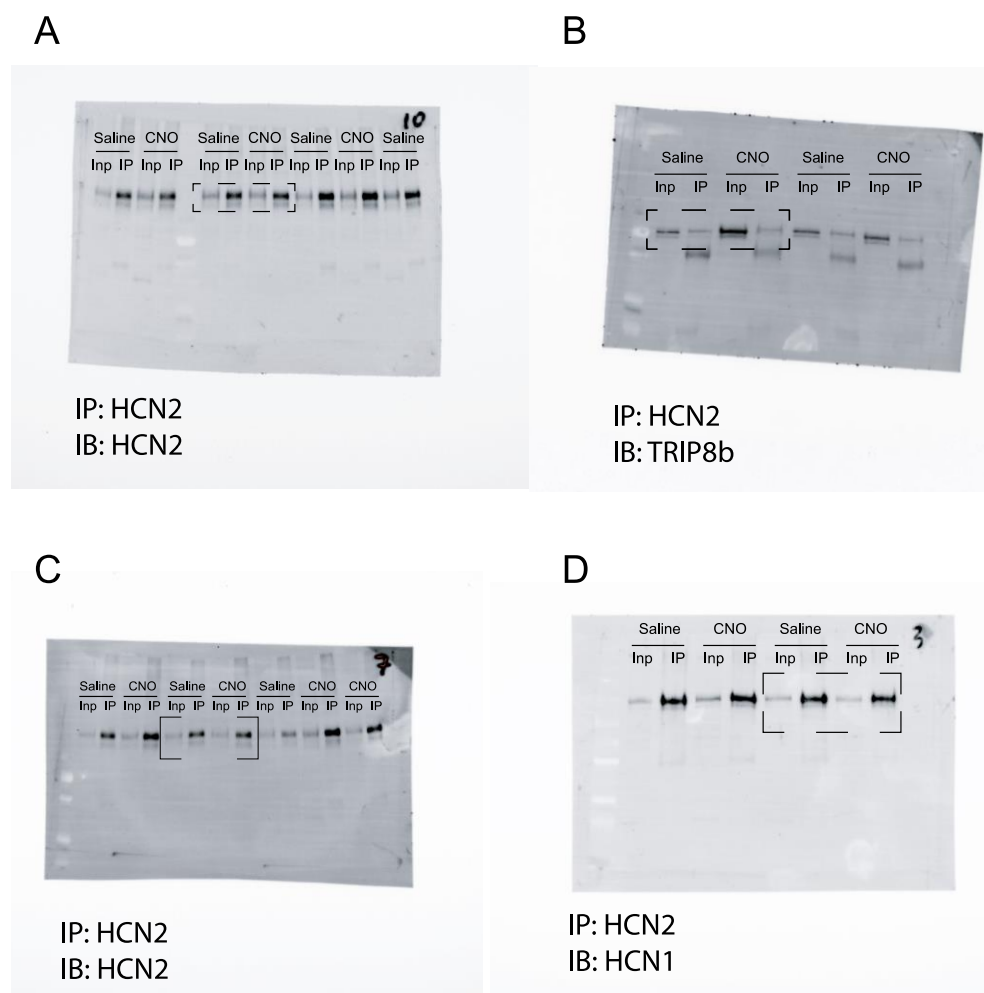 A
10
Saline CNO Saline CNO Saline CNO Saline
Inp IP Inp IP Inp IP Inp IP Inp IP Inp IP Inp IP
IP: HCN2
IB: HCN2
B
Saline CNO Saline CNO
Inp IP Inp IP Inp IP Inp IP
IP: HCN2
IB: TRIP8b
C
Saline CNO Saline CNO Saline CNO CNO
Inp IP Inp IP Inp IP Inp IP Inp IP Inp IP Inp IP
IP: HCN2
IB: HCN2
D
3
Saline CNO Saline CNO
Inp IP Inp IP Inp IP Inp IP
IP: HCN2
IB: HCN1